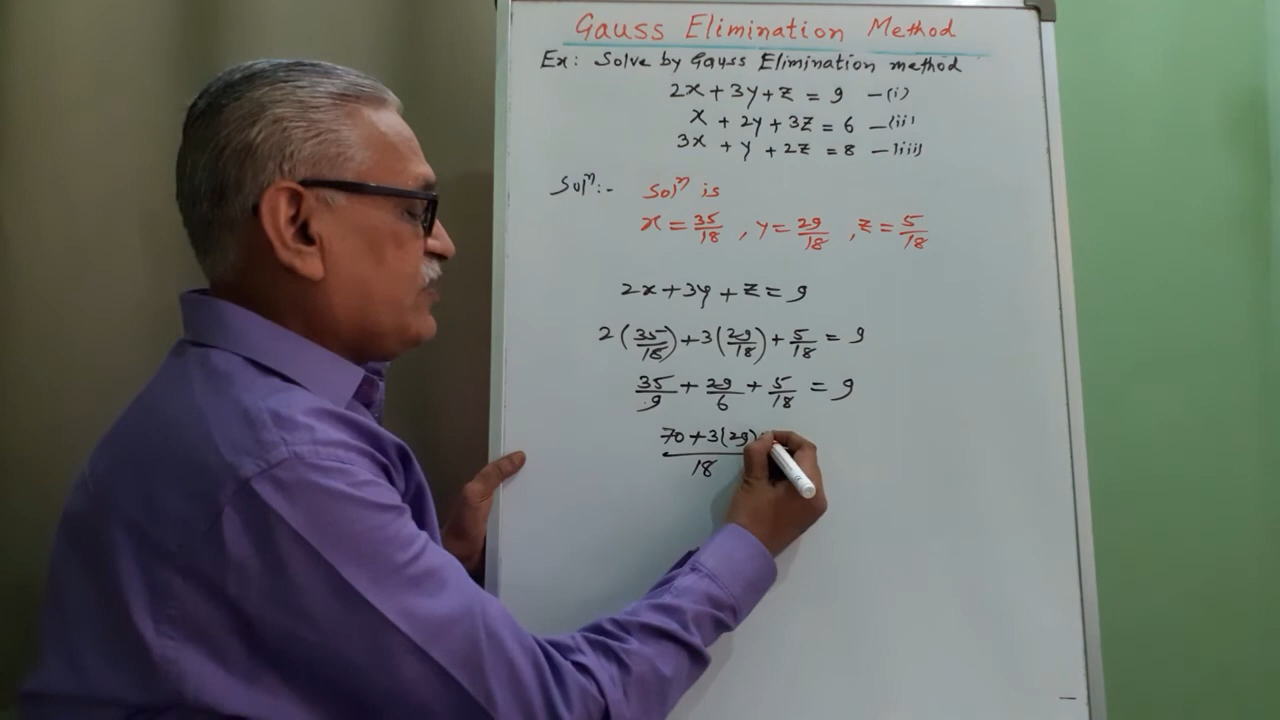 Gauss Elimination Method
Ex: Solve by Gauss Elimination method
2x + 3y + z = 9 —(i)
x + 2y + 3z = 6 —(ii)
3x + y + 2z = 8 —(iii)
Solⁿ:- Solⁿ is
x = 35/18 , y = 29/18 , z = 5/18
2x + 3y + z = 9
2(35/18) + 3(29/18) + 5/18 = 9
35/9 + 29/6 + 5/18 = 9
70 + 3(29)
18